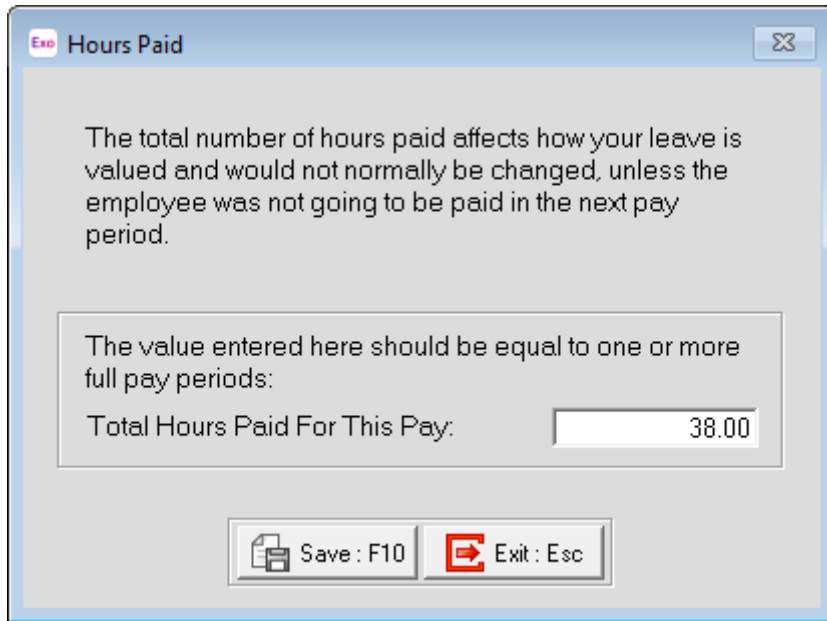 Exo Hours Paid
The total number of hours paid affects how your leave is
valued and would not normally be changed, unless the
employee was not going to be paid in the next pay
period.
The value entered here should be equal to one or more
full pay periods:
Total Hours Paid For This Pay: 38.00
Save : F10 Exit : Esc